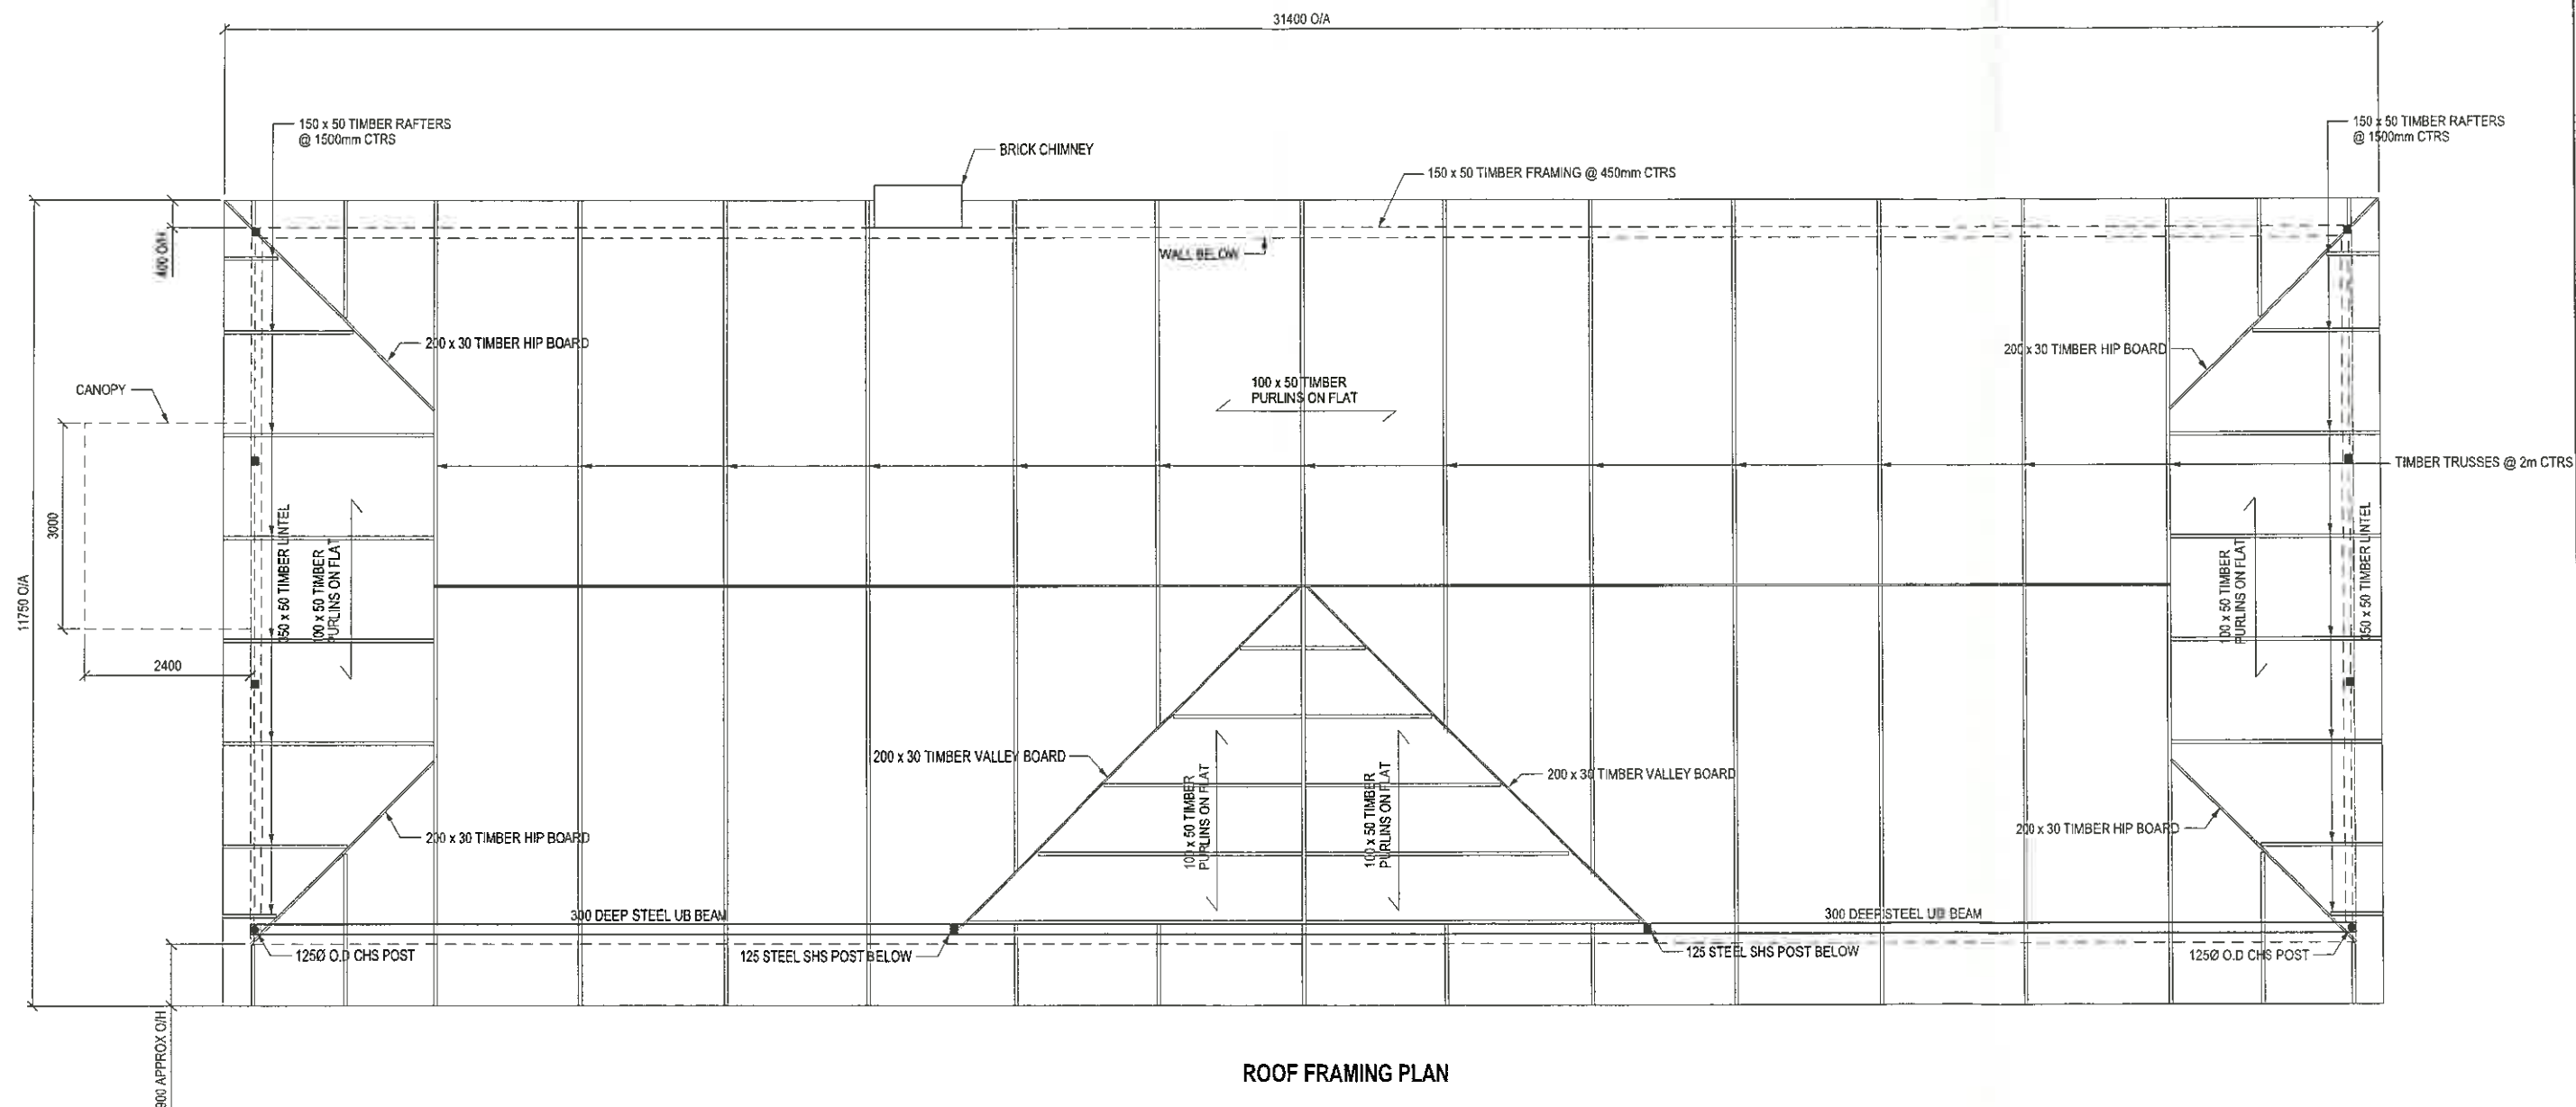 31400 O/A
150 x 50 TIMBER RAFTERS
@ 1500mm CTRS
150 x 50 TIMBER RAFTERS
@ 1500mm CTRS
BRICK CHIMNEY
150 x 50 TIMBER FRAMING @ 450mm CTRS
400 O/H
WALL BELOW
200 x 30 TIMBER HIP BOARD
200 x 30 TIMBER HIP BOARD
CANOPY
100 x 50 TIMBER
PURLINS ON FLAT
TIMBER TRUSSES @ 2m CTRS
3000
11750 O/A
350 x 50 TIMBER LINTEL
100 x 50 TIMBER
PURLINS ON FLAT
100 x 50 TIMBER
PURLINS ON FLAT
350 x 50 TIMBER LINTEL
2400
200 x 30 TIMBER VALLEY BOARD
200 x 30 TIMBER VALLEY BOARD
100 x 50 TIMBER
PURLINS ON FLAT
100 x 50 TIMBER
PURLINS ON FLAT
200 x 30 TIMBER HIP BOARD
200 x 30 TIMBER HIP BOARD
300 DEEP STEEL UB BEAM
300 DEEP STEEL UB BEAM
125Ø O.D CHS POST
125 STEEL SHS POST BELOW
125 STEEL SHS POST BELOW
125Ø O.D CHS POST
900 APPROX O/H
ROOF FRAMING PLAN